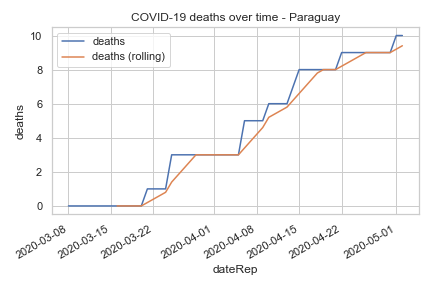 COVID-19 deaths over time - Paraguay
deaths
deaths (rolling)
10
8
6
4
2
0
deaths
2020-03-08
2020-03-15
2020-03-22
2020-04-01
2020-04-08
2020-04-15
2020-04-22
2020-05-01
dateRep